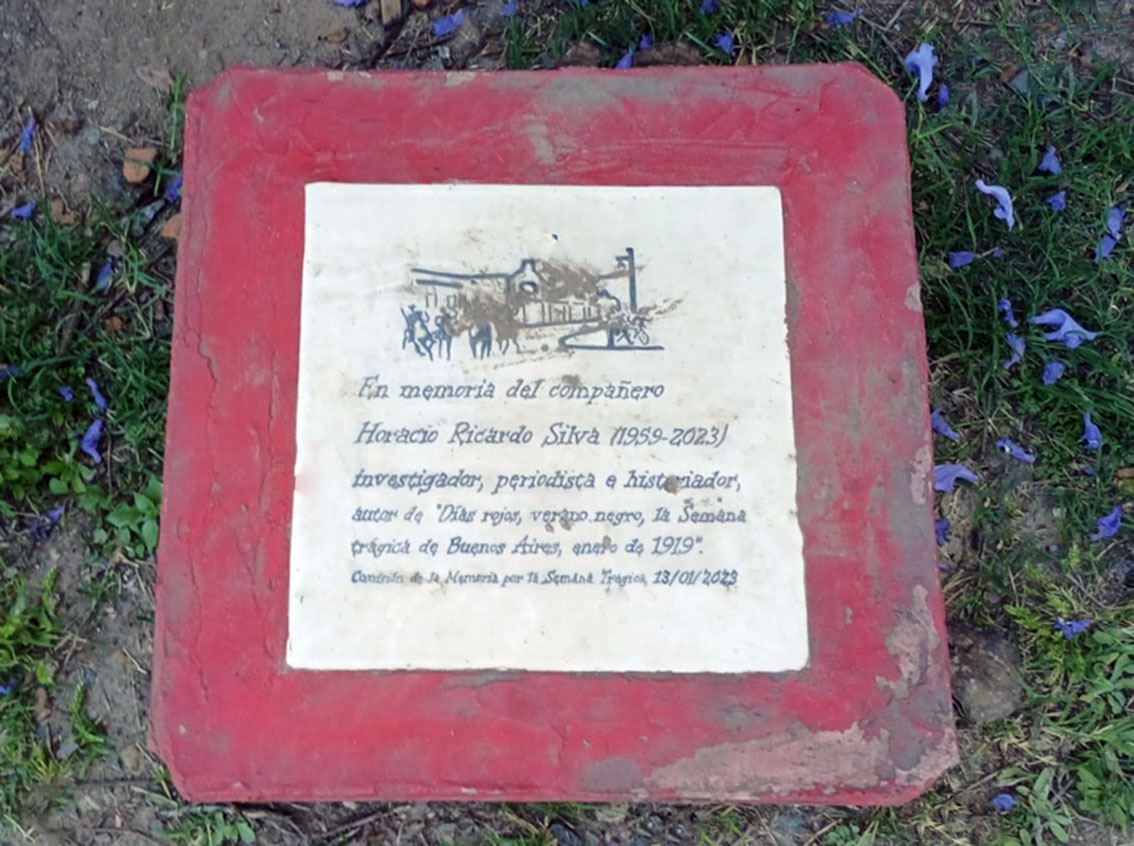 En memoria del compañero
Horacio Ricardo Silva (1959-2023)
investigador, periodista e historiador,
autor de "Días rojos, verano negro, la Semana
trágica de Buenos Aires, enero de 1919".
Comisión de la Memoria por la Semana Trágica, 13/01/2023